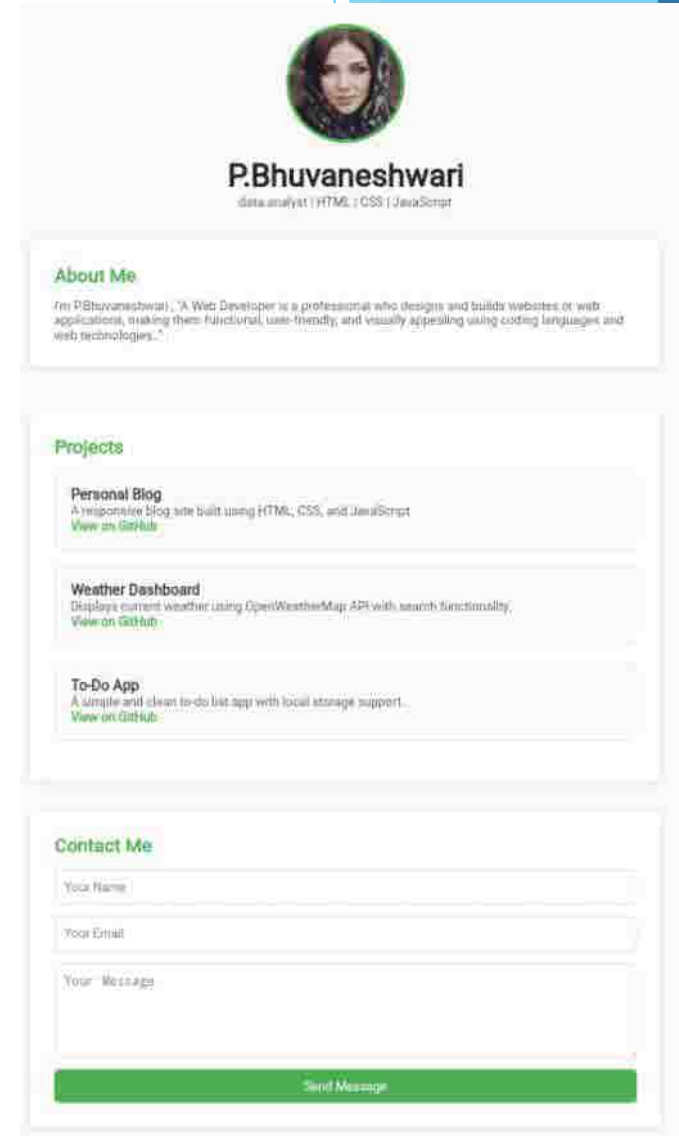 P.Bhuvaneshwari
data analyst | HTML | CSS | JavaScript
About Me
I'm P.Bhuvaneshwari , "A Web Developer is a professional who designs and builds websites or web
applications, making them functional, user-friendly, and visually appealing using coding languages and
web technologies.."
Projects
Personal Blog
A responsive blog site built using HTML, CSS, and JavaScript
View on GitHub
Weather Dashboard
Displays current weather using OpenWeatherMap API with search functionality.
View on GitHub
To-Do App
A simple and clean to-do list app with local storage support.
View on GitHub
Contact Me
Your Name
Your Email
Your Message
Send Message